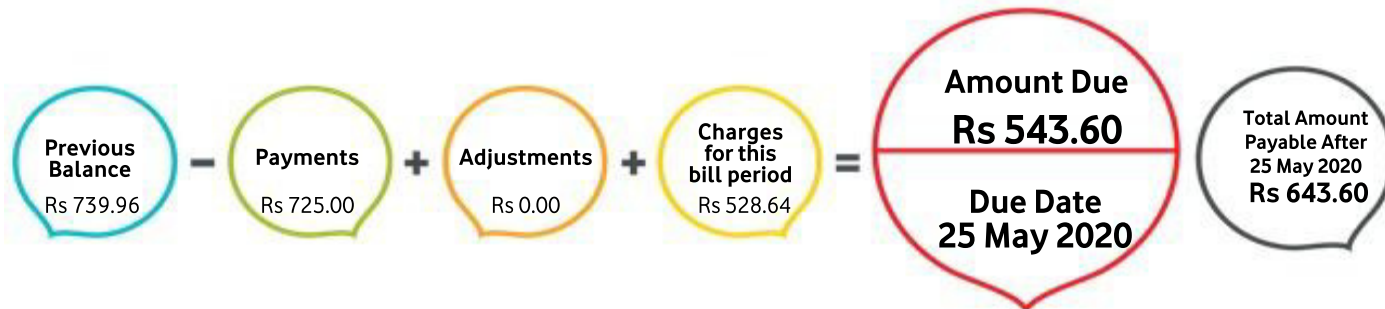 Previous
Balance
Rs 739.96
-
Payments
Rs 725.00
+
Adjustments
Rs 0.00
+
Charges
for this
bill period
Rs 528.64
=
Amount Due
Rs 543.60
Due Date
25 May 2020
Total Amount
Payable After
25 May 2020
Rs 643.60